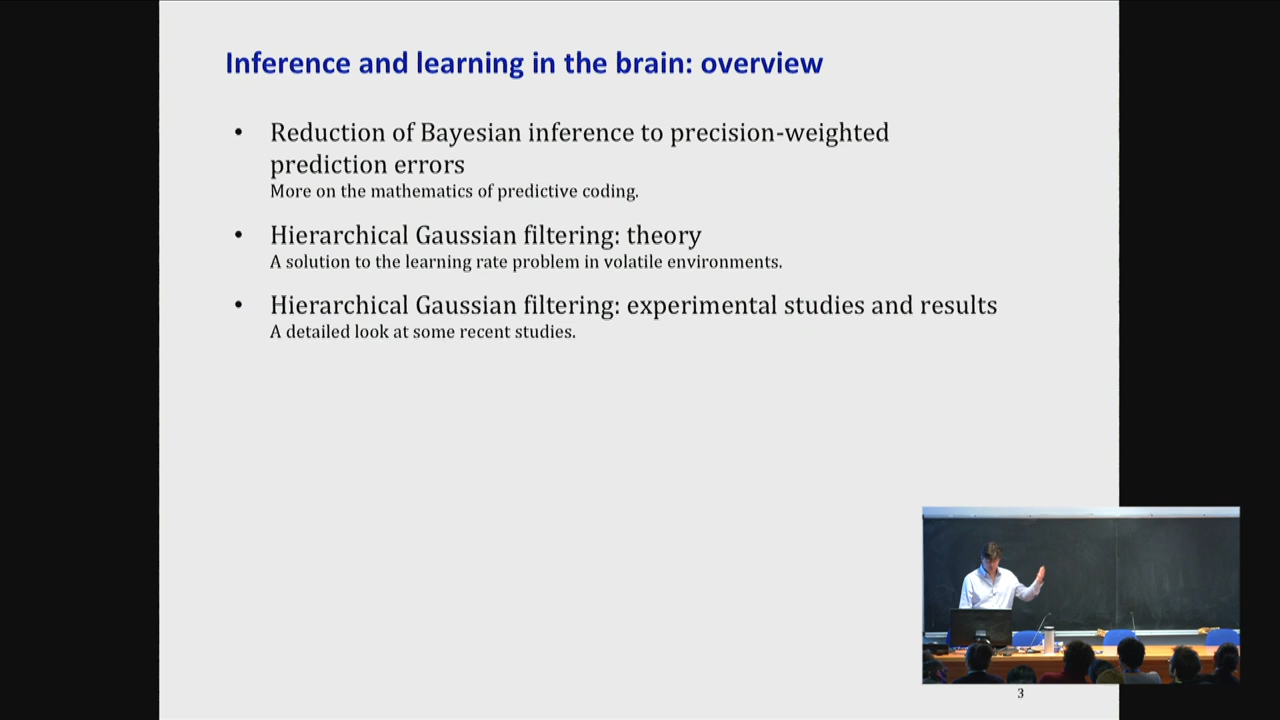 Inference and learning in the brain: overview
• Reduction of Bayesian inference to precision-weighted
prediction errors
More on the mathematics of predictive coding.
• Hierarchical Gaussian filtering: theory
A solution to the learning rate problem in volatile environments.
• Hierarchical Gaussian filtering: experimental studies and results
A detailed look at some recent studies.
3